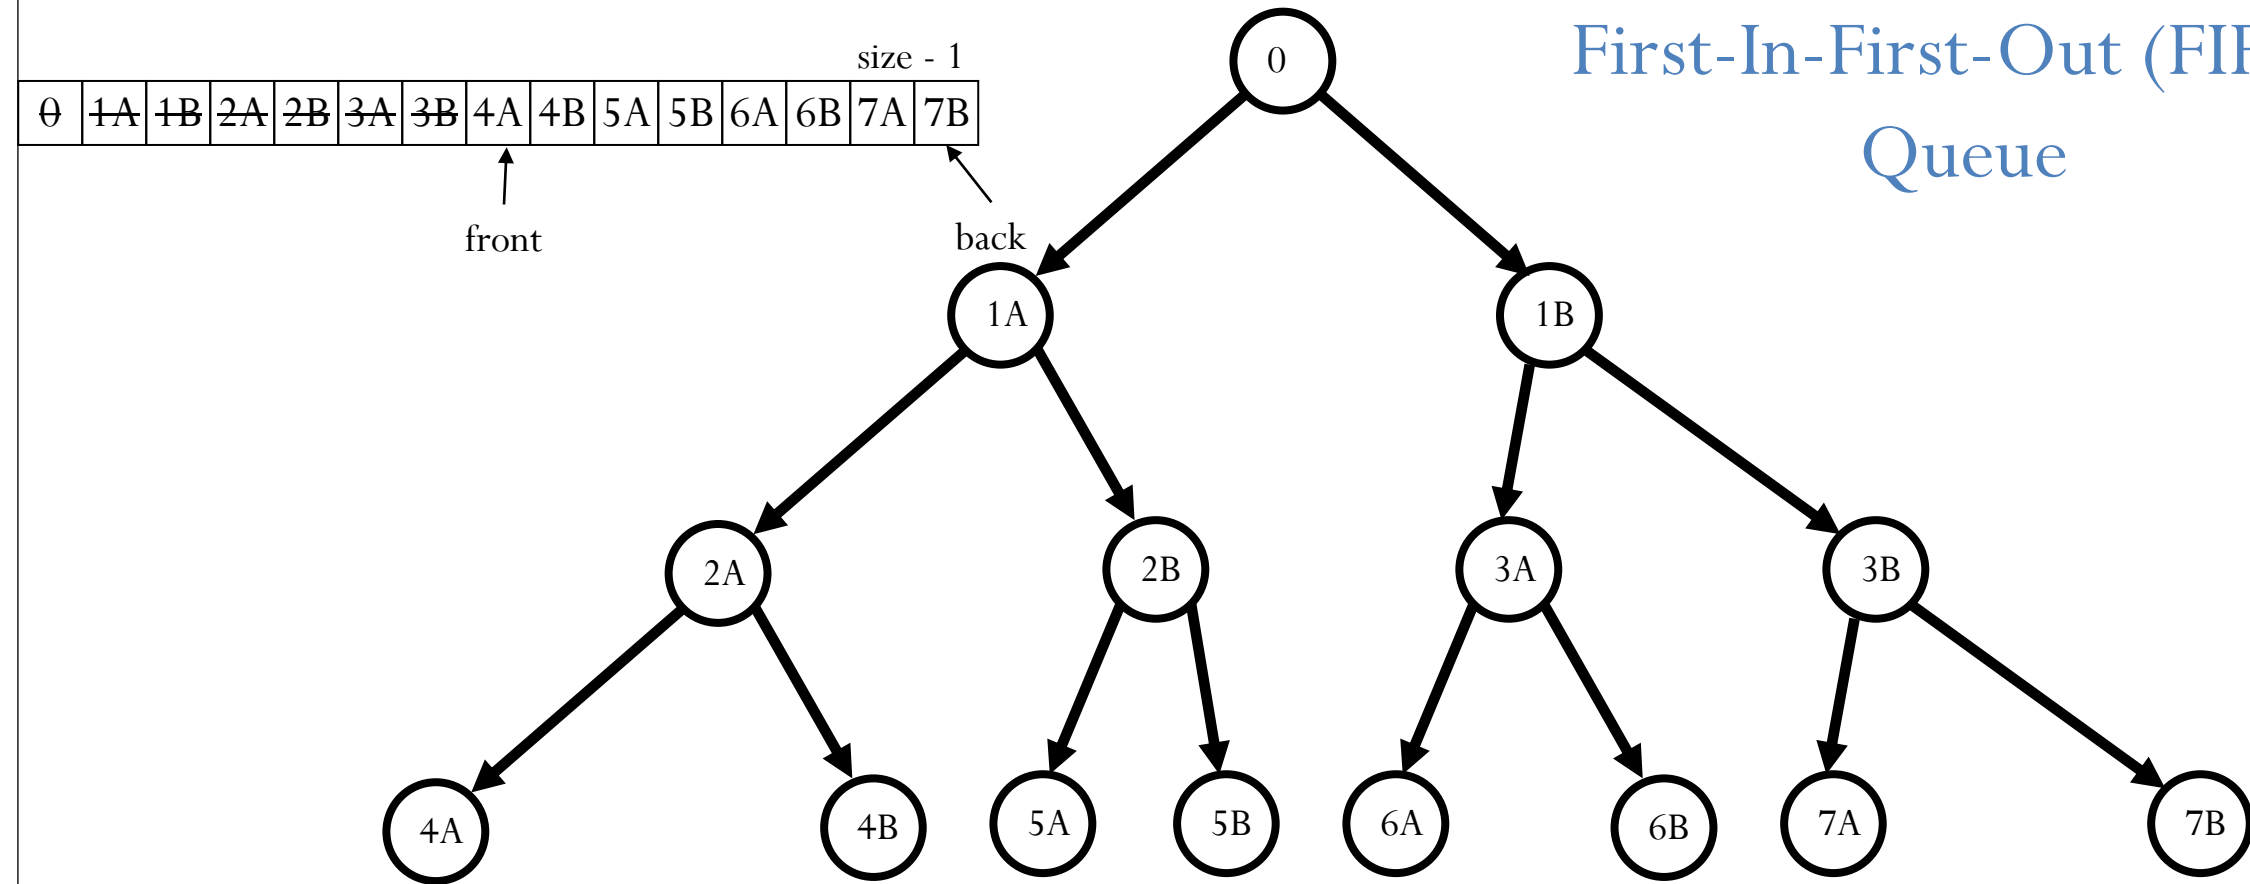 First-In-First-Out (FI
Queue
size - 1
0 1A 1B 2A 2B 3A 3B 4A 4B 5A 5B 6A 6B 7A 7B
front
back
0
1A 1B
2A 2B 3A 3B
4A 4B 5A 5B 6A 6B 7A 7B